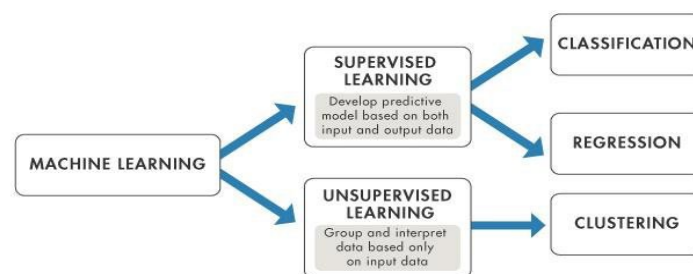 MACHINE LEARNING
SUPERVISED
LEARNING
Develop predictive
model based on both
input and output data
UNSUPERVISED
LEARNING
Group and interpret
data based only
on input data
CLASSIFICATION
REGRESSION
CLUSTERING